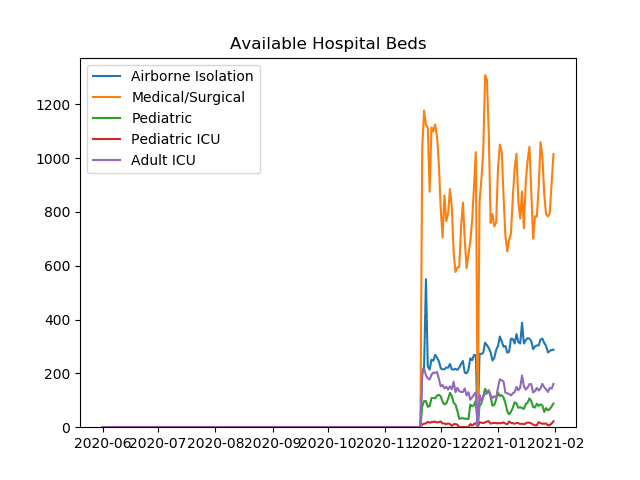 Available Hospital Beds
Airborne Isolation
Medical/Surgical
Pediatric
Pediatric ICU
Adult ICU
1200
1000
800
600
400
200
0
2020-06 2020-07 2020-08 2020-09 2020-10 2020-11 2020-12 2021-01 2021-02